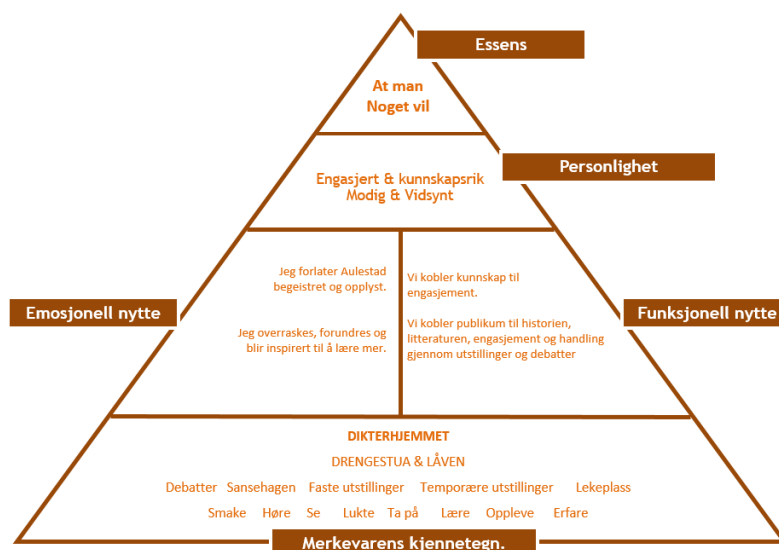 Essens
At man
Noget vil
Personlighet
Engasjert & kunnskapsrik
Modig & Vidsynt
Emosjonell nytte
Jeg forlater Aulestad
begeistret og opplyst.
Jeg overraskes, forundres og
blir inspirert til å lære mer.
Vi kobler kunnskap til
engasjement.
Vi kobler publikum til historien,
litteraturen, engasjement og handling
gjennom utstillinger og debatter
Funksjonell nytte
DIKTERHJEMMET
DRENGESTUA & LÅVEN
Debatter Sansehagen Faste utstillinger Temporære utstillinger Lekeplass
Smake Høre Se Lukte Ta på Lære Oppleve Erfare
Merkevarens kjennetegn.